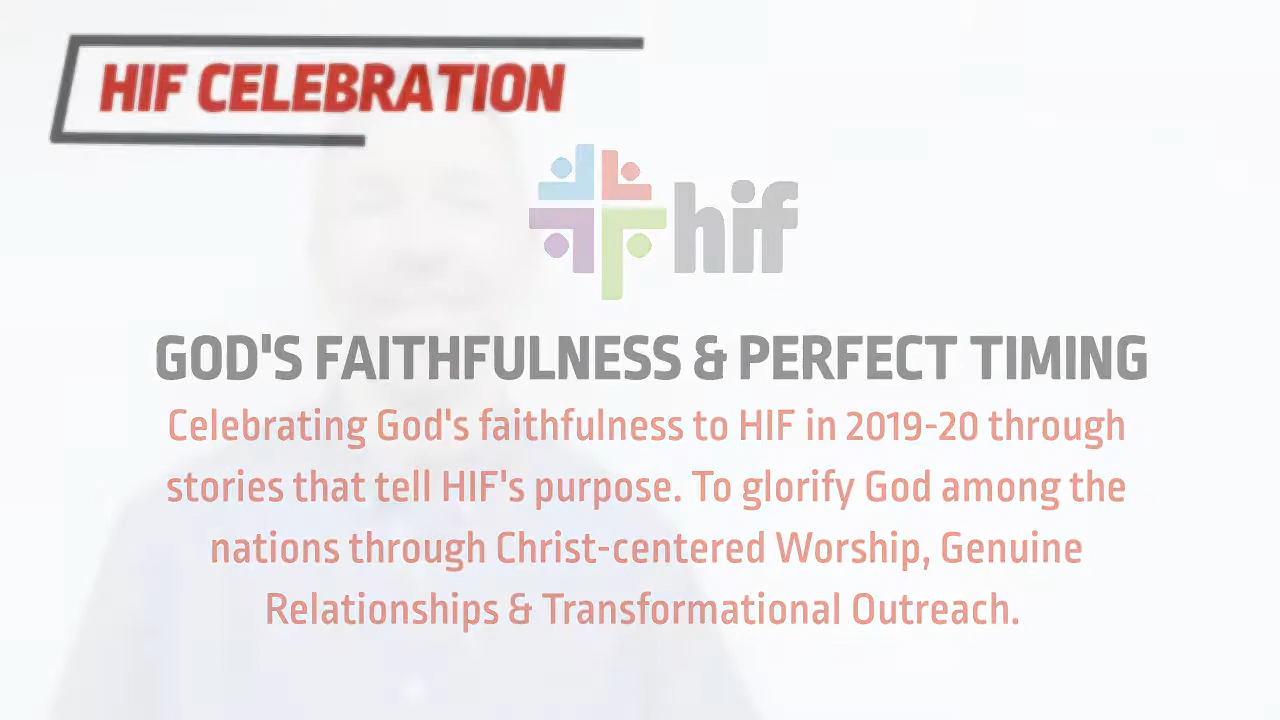 HIF CELEBRATION
hif
GOD'S FAITHFULNESS & PERFECT TIMING
Celebrating God's faithfulness to HIF in 2019-20 through
stories that tell HIF's purpose. To glorify God among the
nations through Christ-centered Worship, Genuine
Relationships & Transformational Outreach.